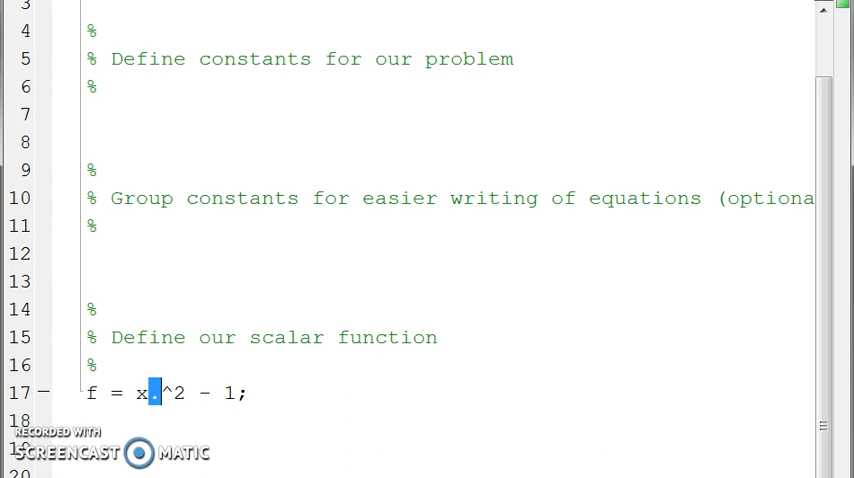 3
4 %
5 % Define constants for our problem
6 %
7
8
9 %
10 % Group constants for easier writing of equations (optiona
11 %
12
13
14 %
15 % Define our scalar function
16 %
17 f = x.^2 - 1;
18
RECORDED WITH
19
SCREENCAST MATIC
20